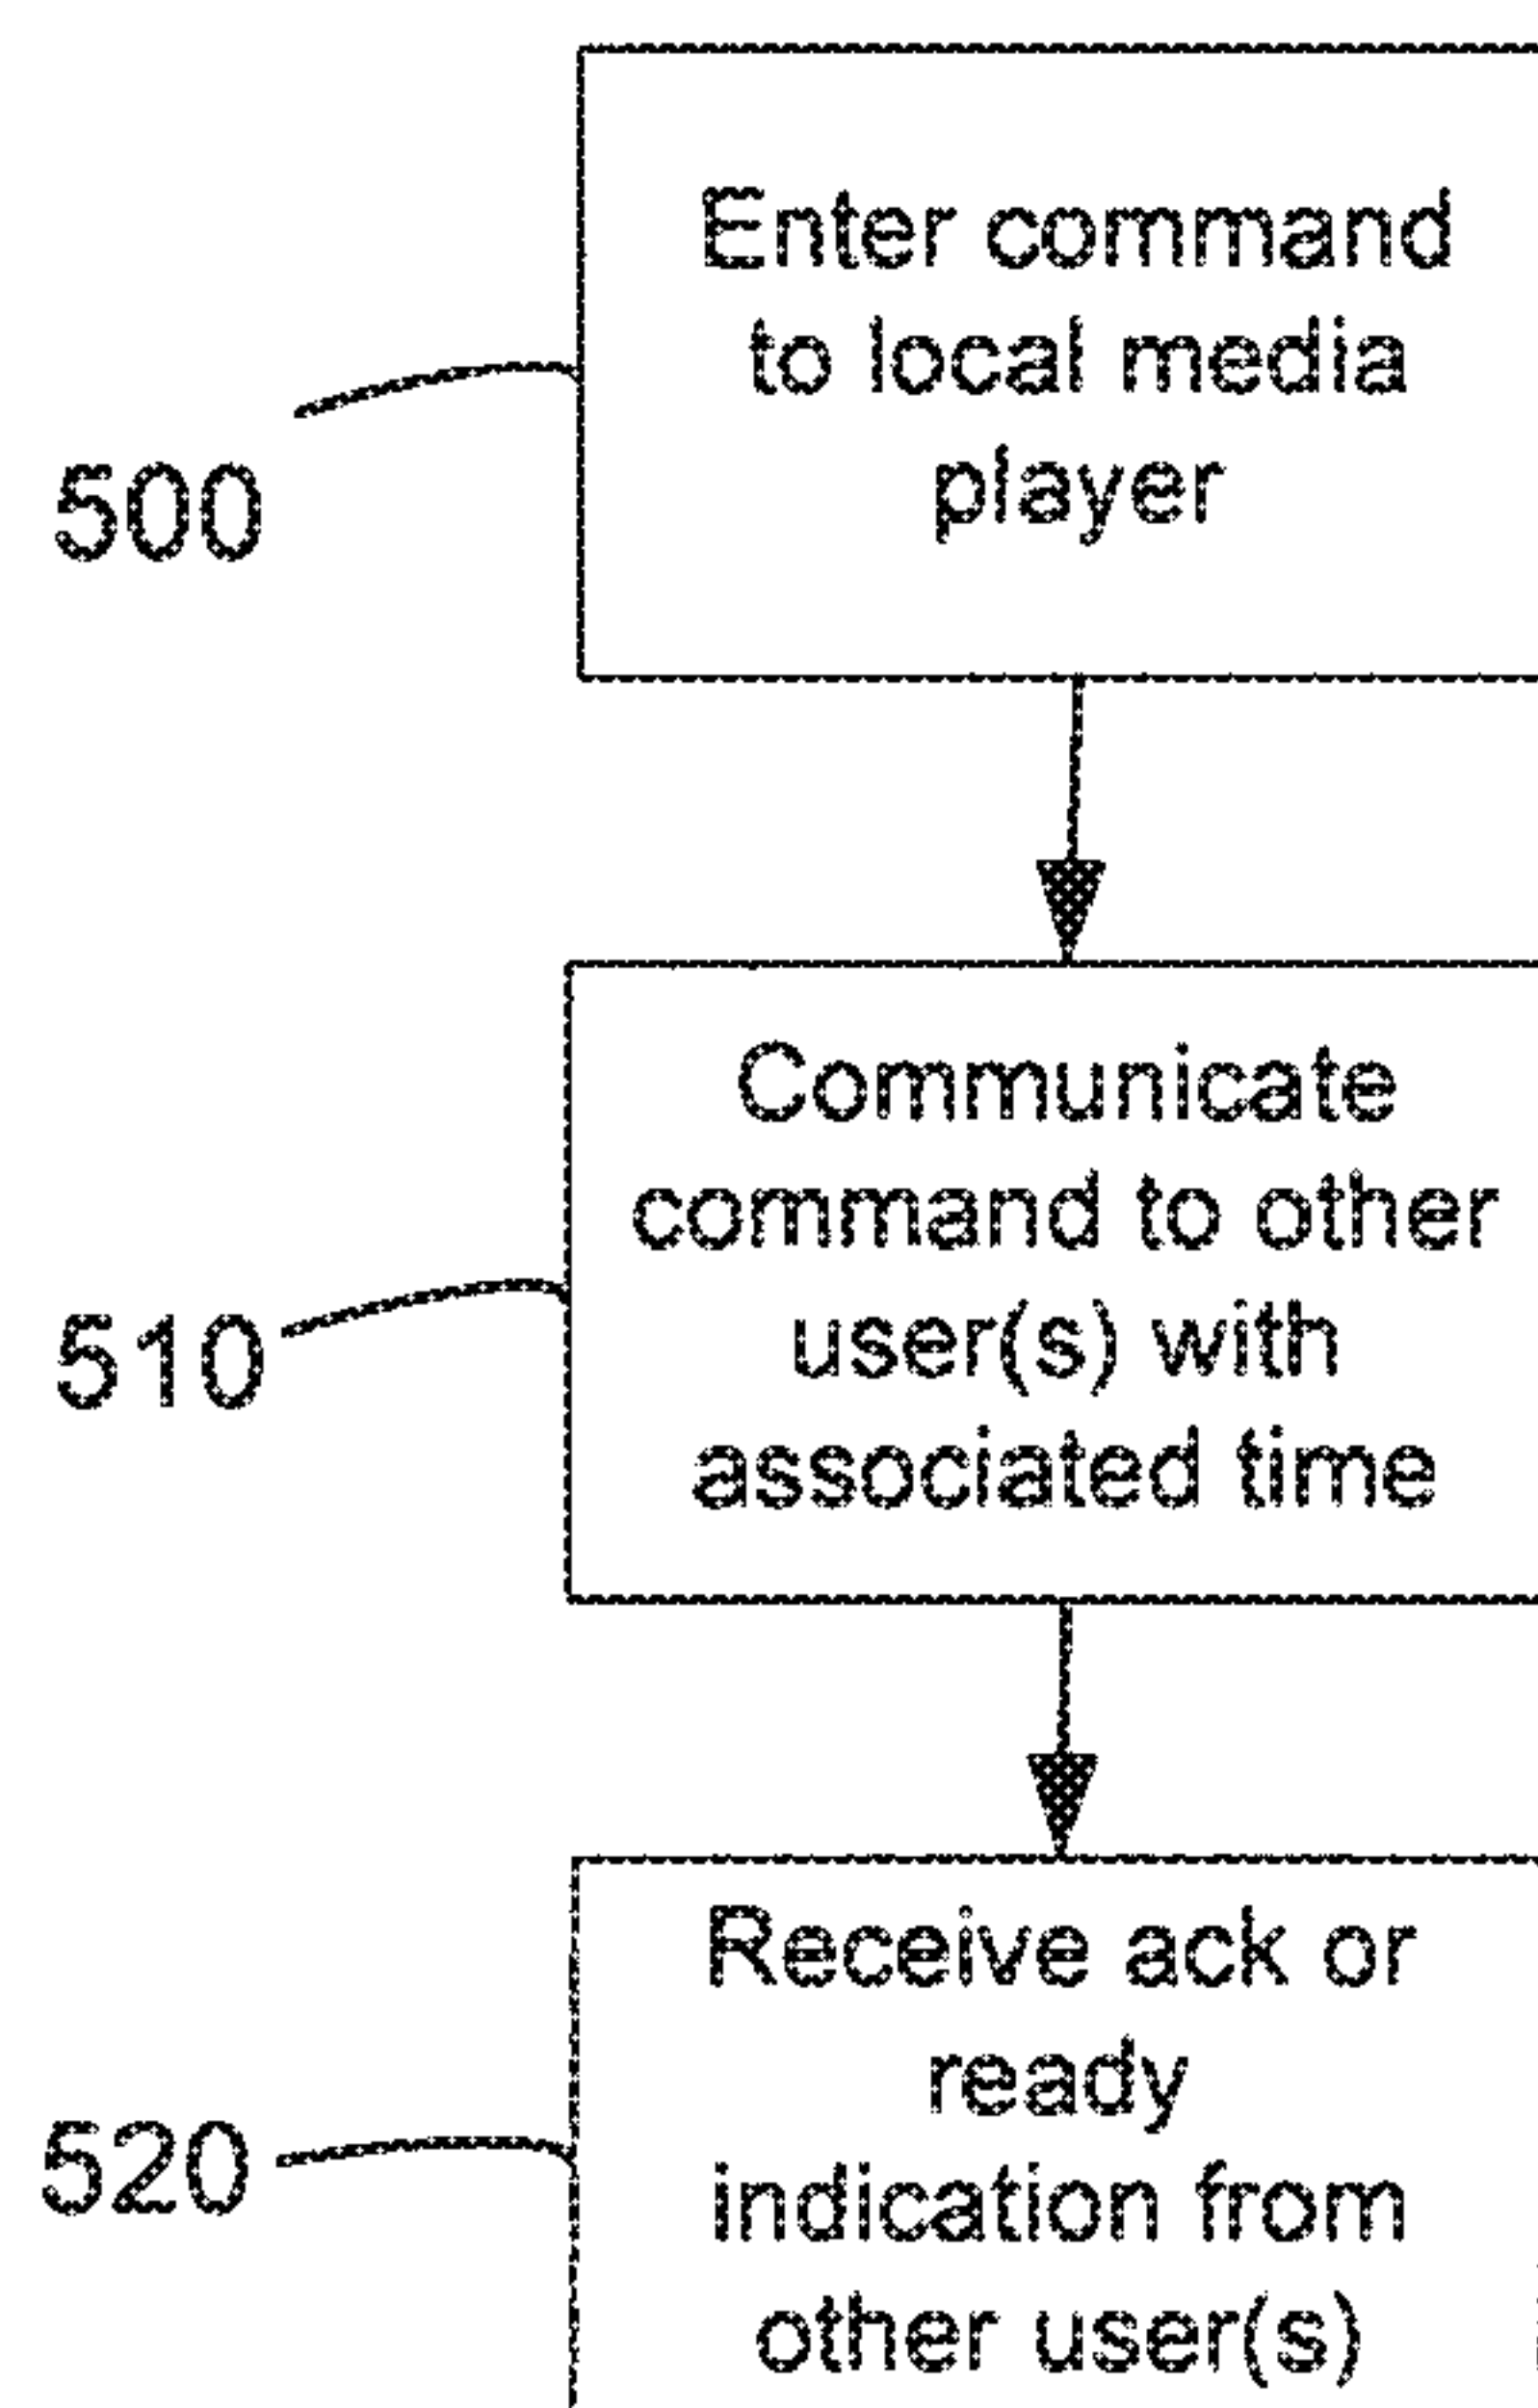 Enter command
to local media
player
500
Communicate
command to other
user(s) with
associated time
510
Receive ack or
ready
indication from
other user(s)
520